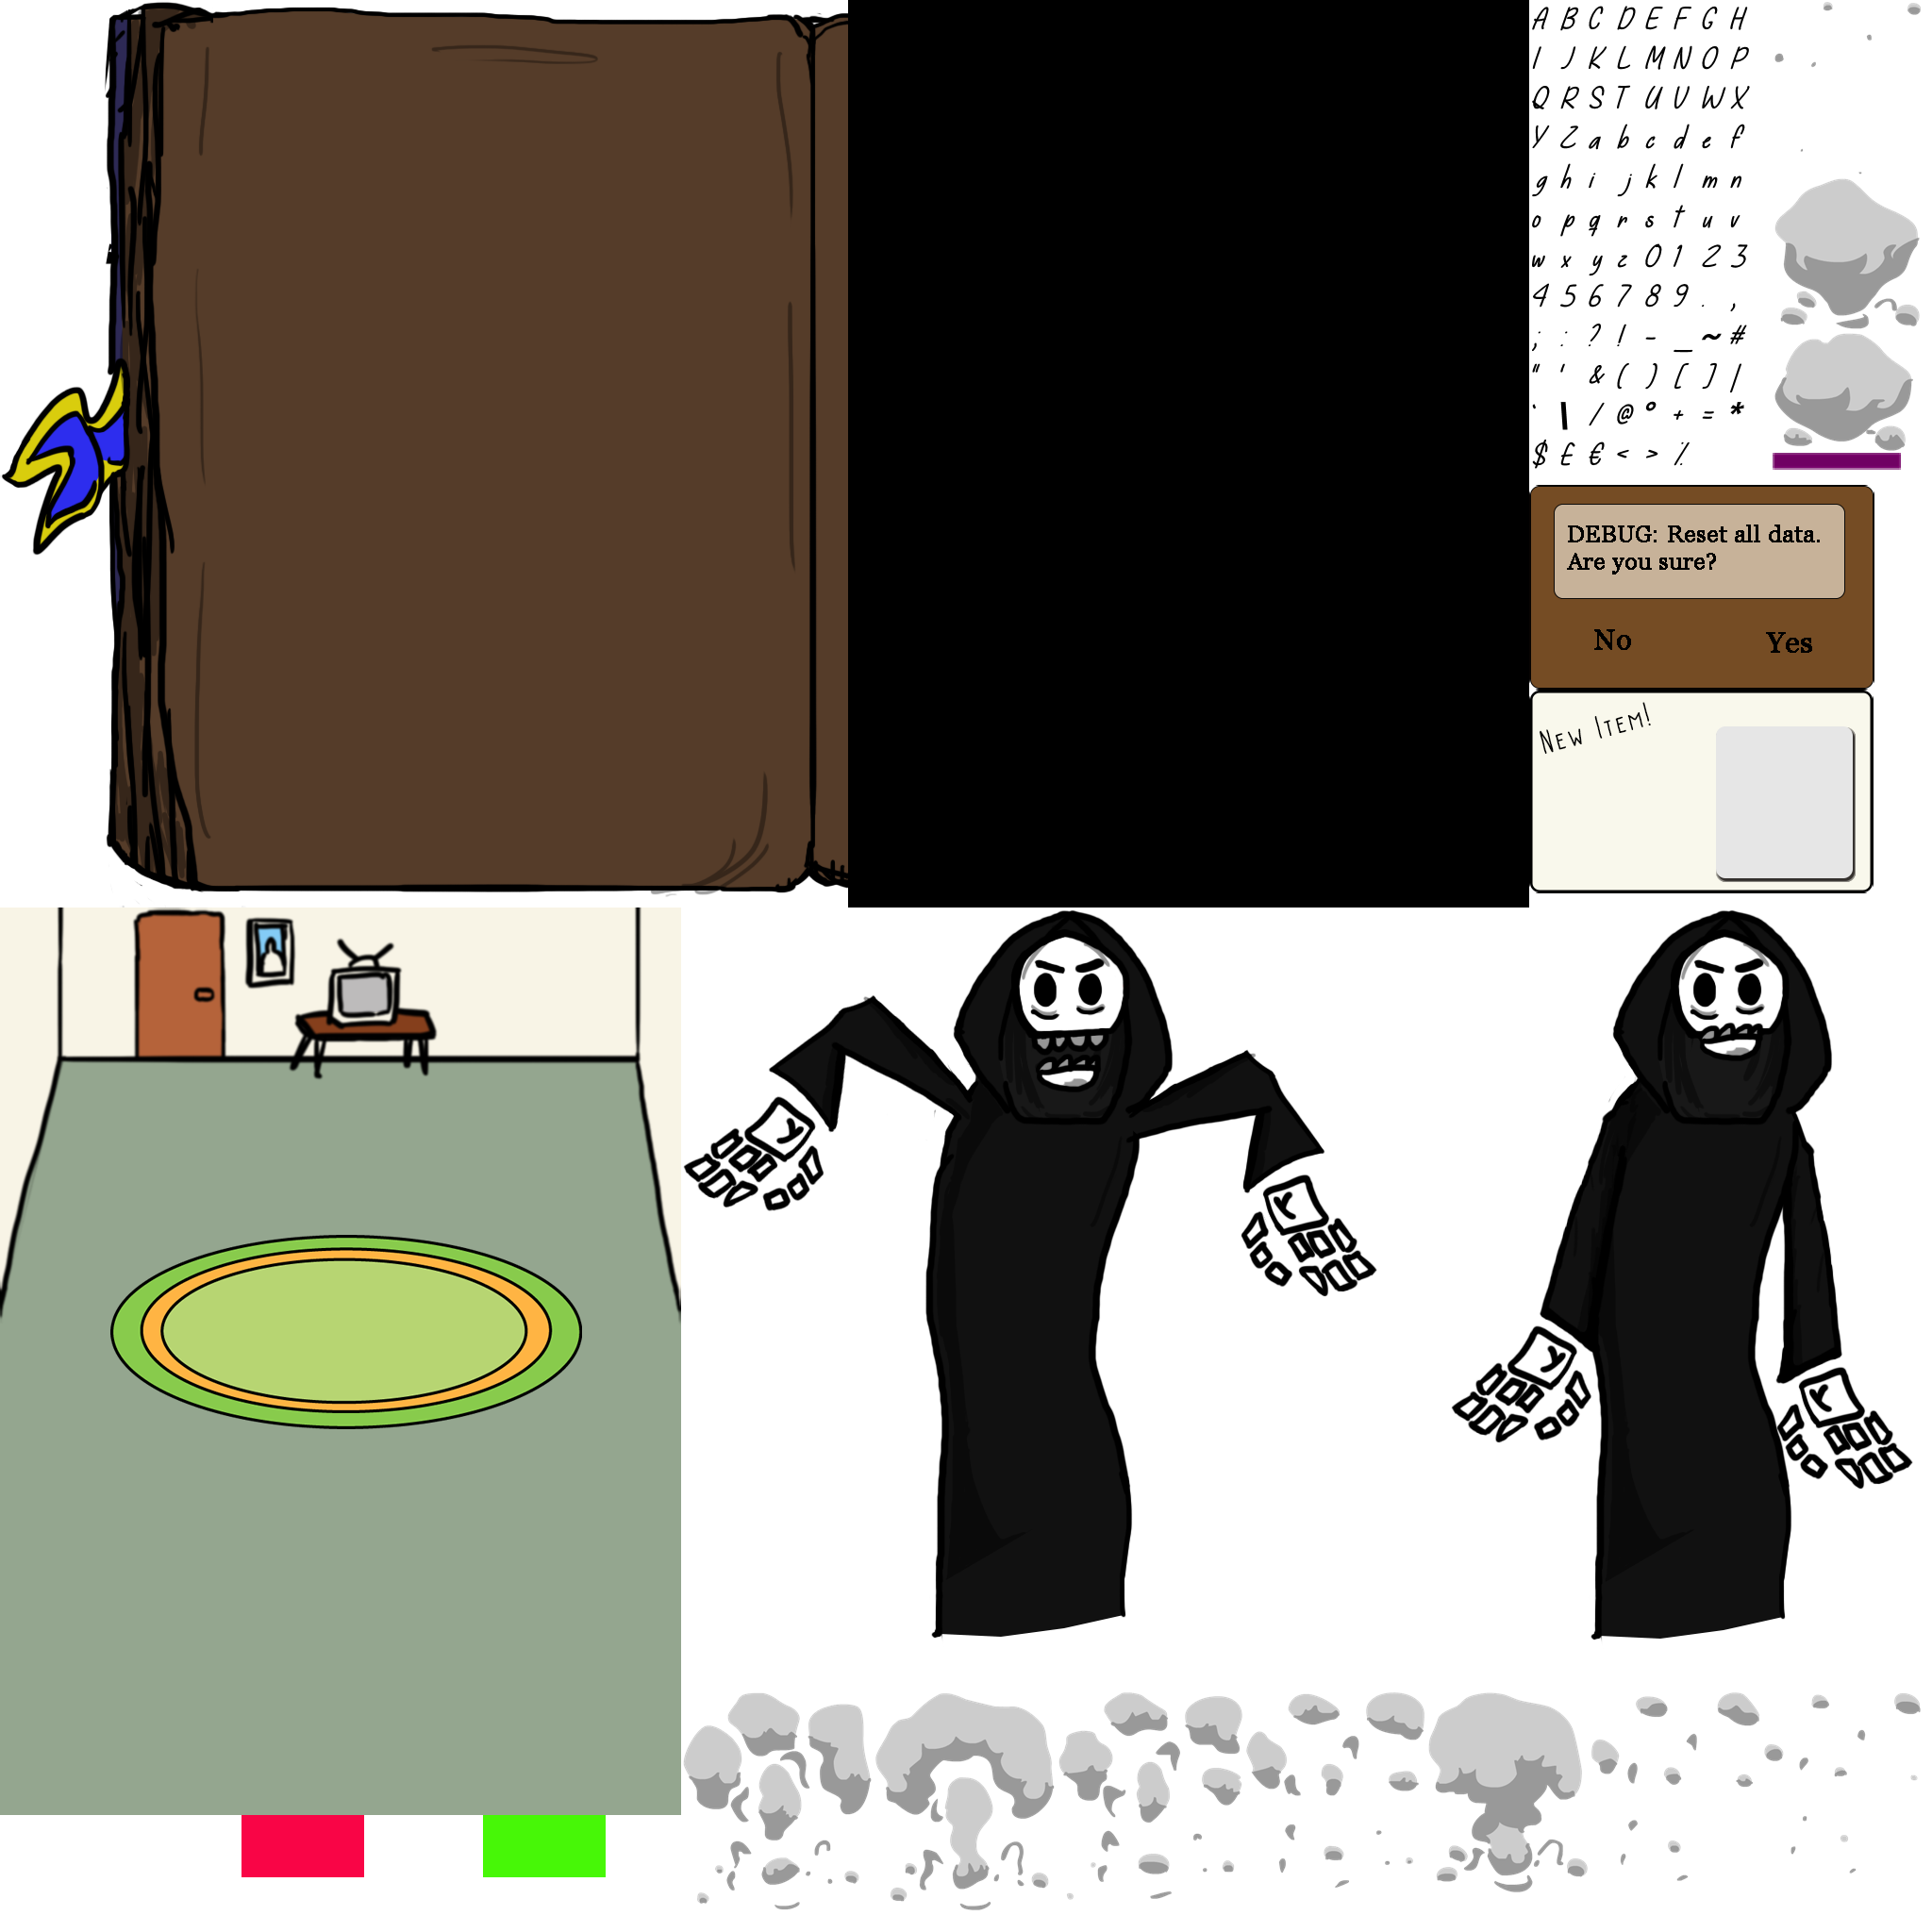 A B C D E F G H
I J K L M N O P
Q R S T U V W X
Y Z a b c d e f
g h i j k l m n
o p q r s t u v
w x y z 0 1 2 3
4 5 6 7 8 9 . ,
; : ? ! - _ ~ #
" ' & ( ) [ ] |
` | / @ ° + = *
$ £ € < > %
DEBUG: Reset all data.
Are you sure?
No Yes
New Item!